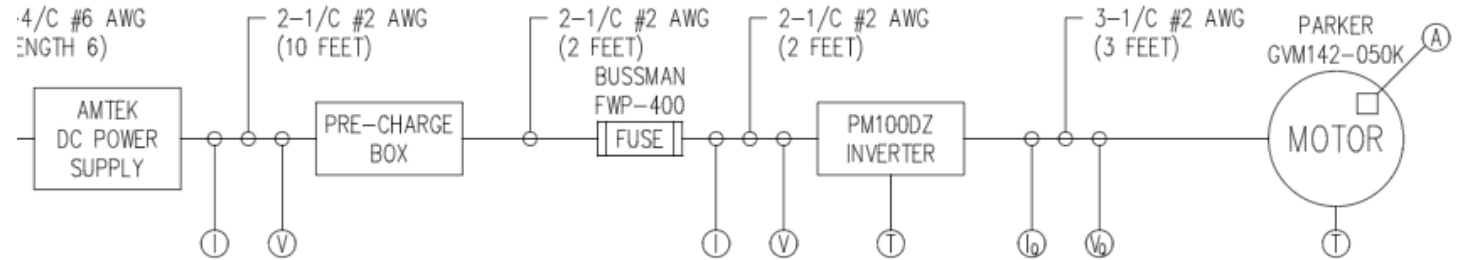 -4/C #6 AWG
ENGTH 6)
2-1/C #2 AWG
(10 FEET)
2-1/C #2 AWG
(2 FEET)
BUSSMAN
FWP-400
2-1/C #2 AWG
(2 FEET)
3-1/C #2 AWG
(3 FEET)
PARKER
GVM142-050K
A
AMTEK
DC POWER
SUPPLY
PRE-CHARGE
BOX
FUSE
PM100DZ
INVERTER
MOTOR
I
V
I
V
T
IQ
VQ
T